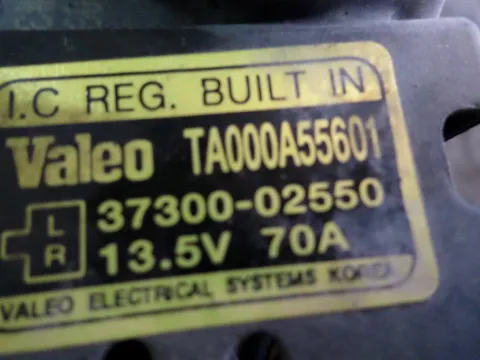 I.C REG. BUILT IN
Valeo TA000A55601
37300-02550
L
R
13.5V 70A
VALEO ELECTRICAL SYSTEMS KOREA